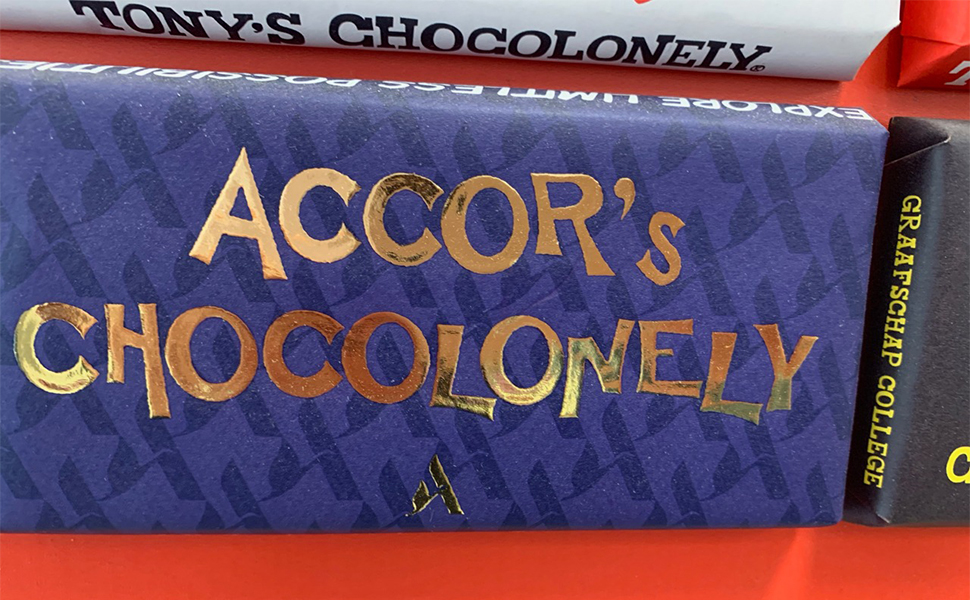 TONY'S CHOCOLONELY
EXPLORE LIMITLESS POSSIBILITIES
ACCOR's
CHOCOLONELY
A
GRAAFSCHAP COLLEGE